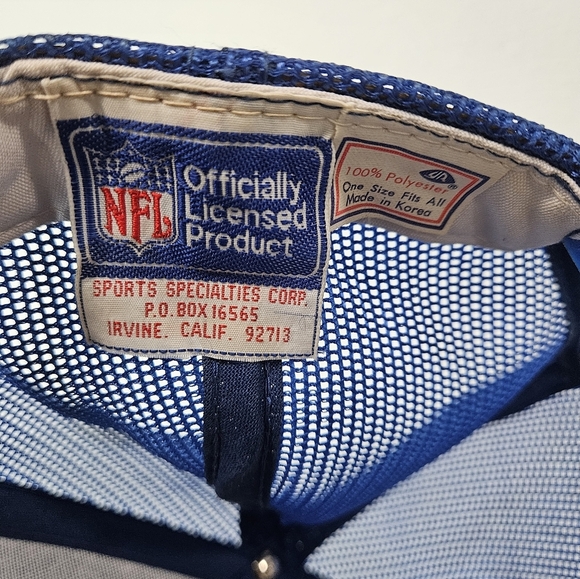 NFL
Officially
Licensed
Product
SPORTS SPECIALTIES CORP.
P.O.BOX 16565
IRVINE. CALIF. 92713
100% Polyester
One Size Fits All
Made in Korea